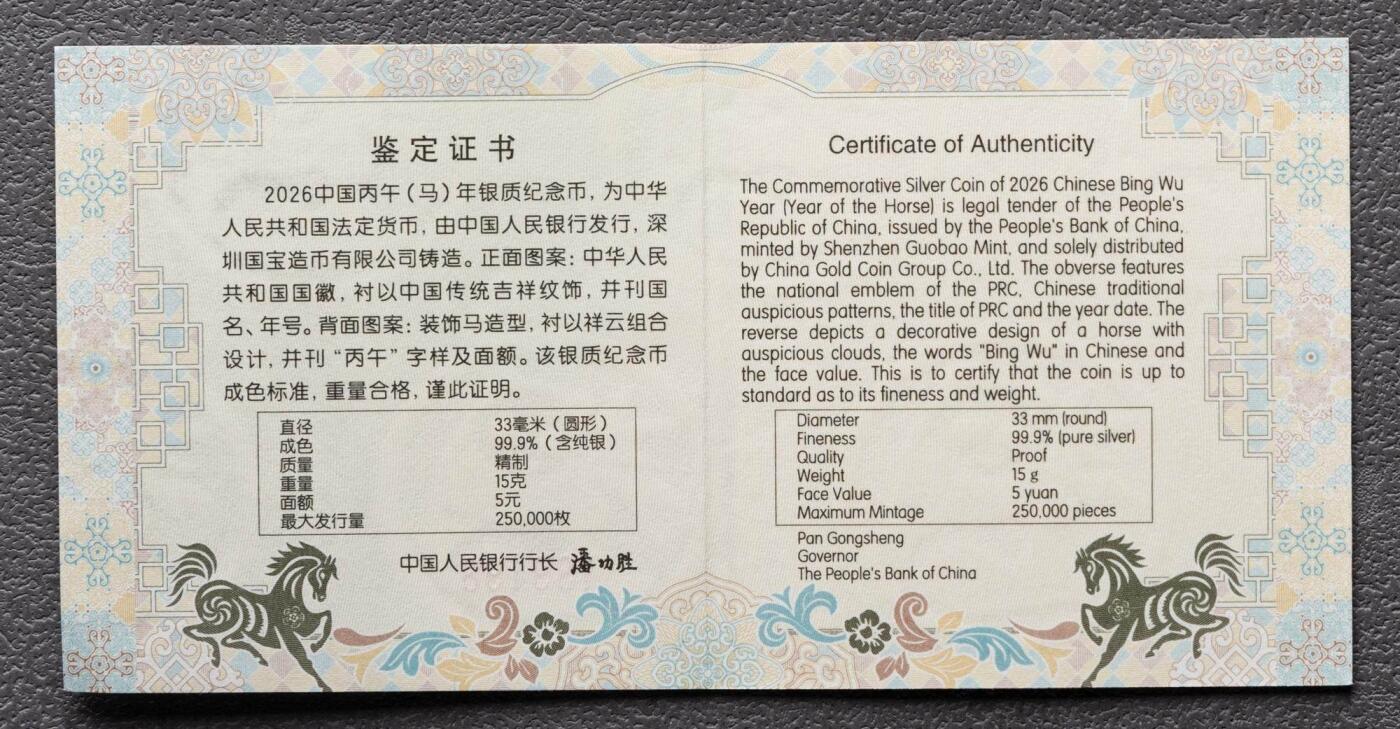 鉴定证书
2026中国丙午（马）年银质纪念币，为中华
人民共和国法定货币，由中国人民银行发行，深
圳国宝造币有限公司铸造。正面图案：中华人民
共和国国徽，衬以中国传统吉祥纹饰，并刊国
名、年号。背面图案：装饰马造型，衬以祥云组合
设计，并刊“丙午”字样及面额。该银质纪念币
成色标准，重量合格，谨此证明。
直径 33毫米（圆形）
成色 99.9%（含纯银）
质量 精制
重量 15克
面额 5元
最大发行量 250,000枚
中国人民银行行长 潘功胜
Certificate of Authenticity
The Commemorative Silver Coin of 2026 Chinese Bing Wu
Year (Year of the Horse) is legal tender of the People's
Republic of China, issued by the People's Bank of China,
minted by Shenzhen Guobao Mint, and solely distributed
by China Gold Coin Group Co., Ltd. The obverse features
the national emblem of the PRC, Chinese traditional
auspicious patterns, the title of PRC and the year date. The
reverse depicts a decorative design of a horse with
auspicious clouds, the words "Bing Wu" in Chinese and
the face value. This is to certify that the coin is up to
standard as to its fineness and weight.
Diameter 33 mm (round)
Fineness 99.9% (pure silver)
Quality Proof
Weight 15 g
Face Value 5 yuan
Maximum Mintage 250,000 pieces
Pan Gongsheng
Governor
The People's Bank of China